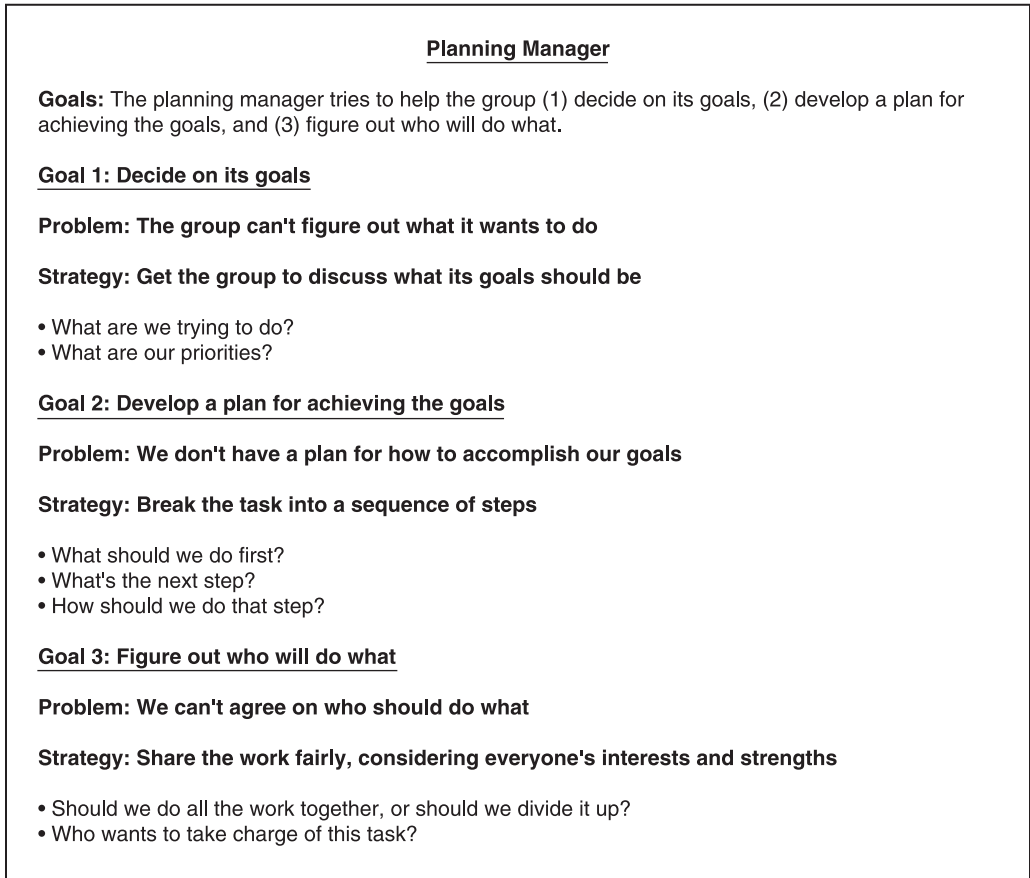 Planning Manager
Goals: The planning manager tries to help the group (1) decide on its goals, (2) develop a plan for
achieving the goals, and (3) figure out who will do what.
Goal 1: Decide on its goals
Problem: The group can't figure out what it wants to do
Strategy: Get the group to discuss what its goals should be
• What are we trying to do?
• What are our priorities?
Goal 2: Develop a plan for achieving the goals
Problem: We don't have a plan for how to accomplish our goals
Strategy: Break the task into a sequence of steps
• What should we do first?
• What's the next step?
• How should we do that step?
Goal 3: Figure out who will do what
Problem: We can't agree on who should do what
Strategy: Share the work fairly, considering everyone's interests and strengths
• Should we do all the work together, or should we divide it up?
• Who wants to take charge of this task?